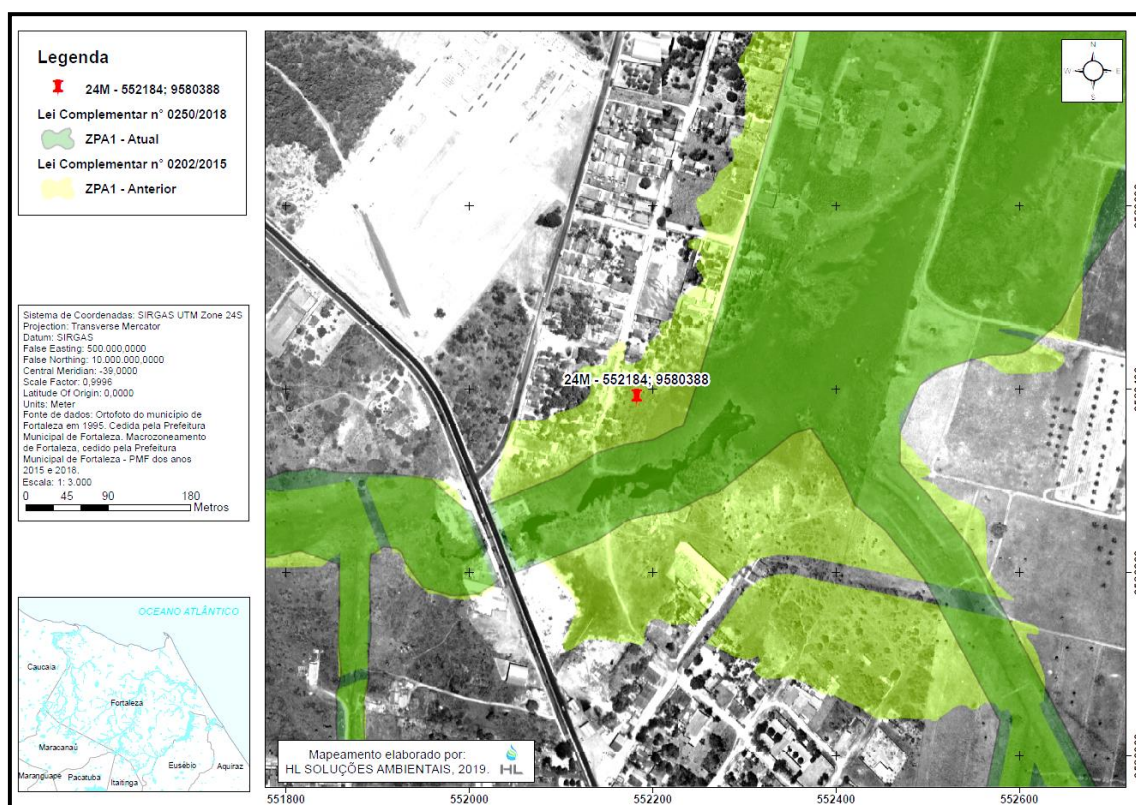 Legenda
24M - 552184; 9580388
Lei Complementar n° 0250/2018
ZPA1 - Atual
Lei Complementar n° 0202/2015
ZPA1 - Anterior
Sistema de Coordenadas: SIRGAS UTM Zone 24S
Projection: Transverse Mercator
Datum: SIRGAS
False Easting: 500.000,0000
False Northing: 10.000.000,0000
Central Meridian: -39,0000
Scale Factor: 0,9996
Latitude Of Origin: 0,0000
Units: Meter
Fonte de dados: Ortofoto do município de
Fortaleza em 1995. Cedida pela Prefeitura
Municipal de Fortaleza. Macrozoneamento
de Fortaleza, cedido pela Prefeitura
Municipal de Fortaleza - PMF dos anos
2015 e 2018.
Escala: 1: 3.000
0 45 90 180
Metros
OCEANO ATLÂNTICO
Caucaia
Fortaleza
Maracanaú
Eusébio
Aquiraz
Maranguape
Pacatuba
Itaitinga
N
W
E
S
24M - 552184; 9580388
Mapeamento elaborado por:
HL SOLUÇÕES AMBIENTAIS, 2019.
HL
551800
552000
552200
552400
552600